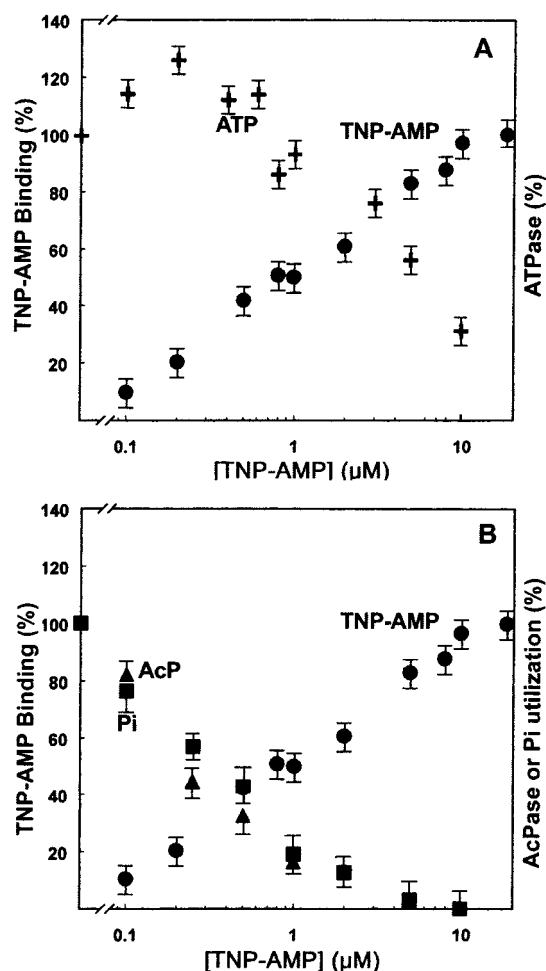 A
140
120
100
80
60
40
20
TNP-AMP Binding (%)
ATPase (%)
ATP
TNP-AMP
0.1
1
10
[TNP-AMP] (μM)
B
140
120
100
80
60
40
20
TNP-AMP Binding (%)
AcPase or Pi utilization (%)
TNP-AMP
AcP
Pi
0.1
1
10
[TNP-AMP] (μM)